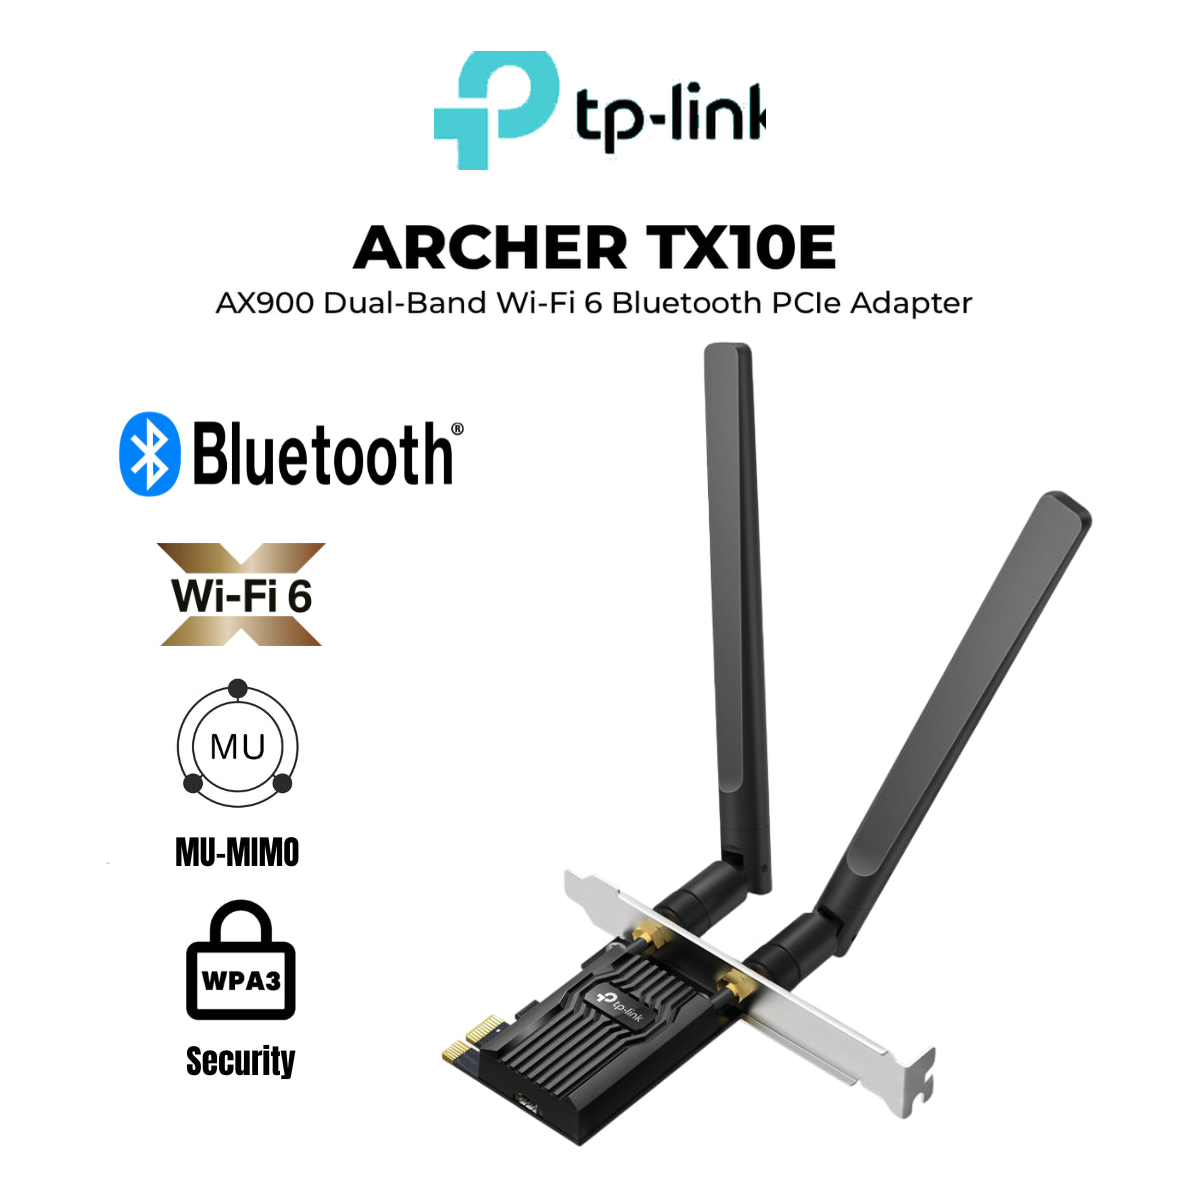 tp-link
ARCHER TX10E
AX900 Dual-Band Wi-Fi 6 Bluetooth PCIe Adapter
Bluetooth®
Wi-Fi 6
MU
MU-MIMO
WPA3
Security
tp-link